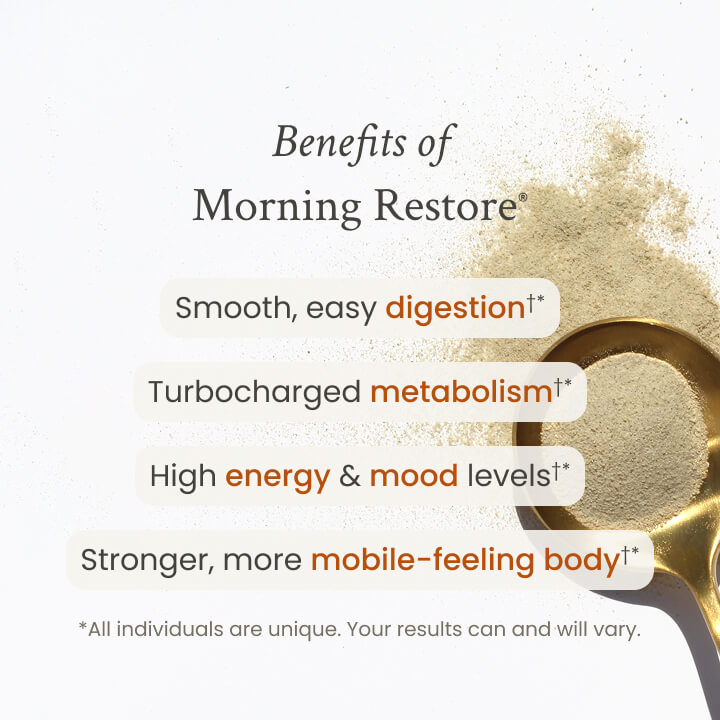 Benefits of
Morning Restore®
Smooth, easy digestion†*
Turbocharged metabolism†*
High energy & mood levels†*
Stronger, more mobile-feeling body†*
*All individuals are unique. Your results can and will vary.